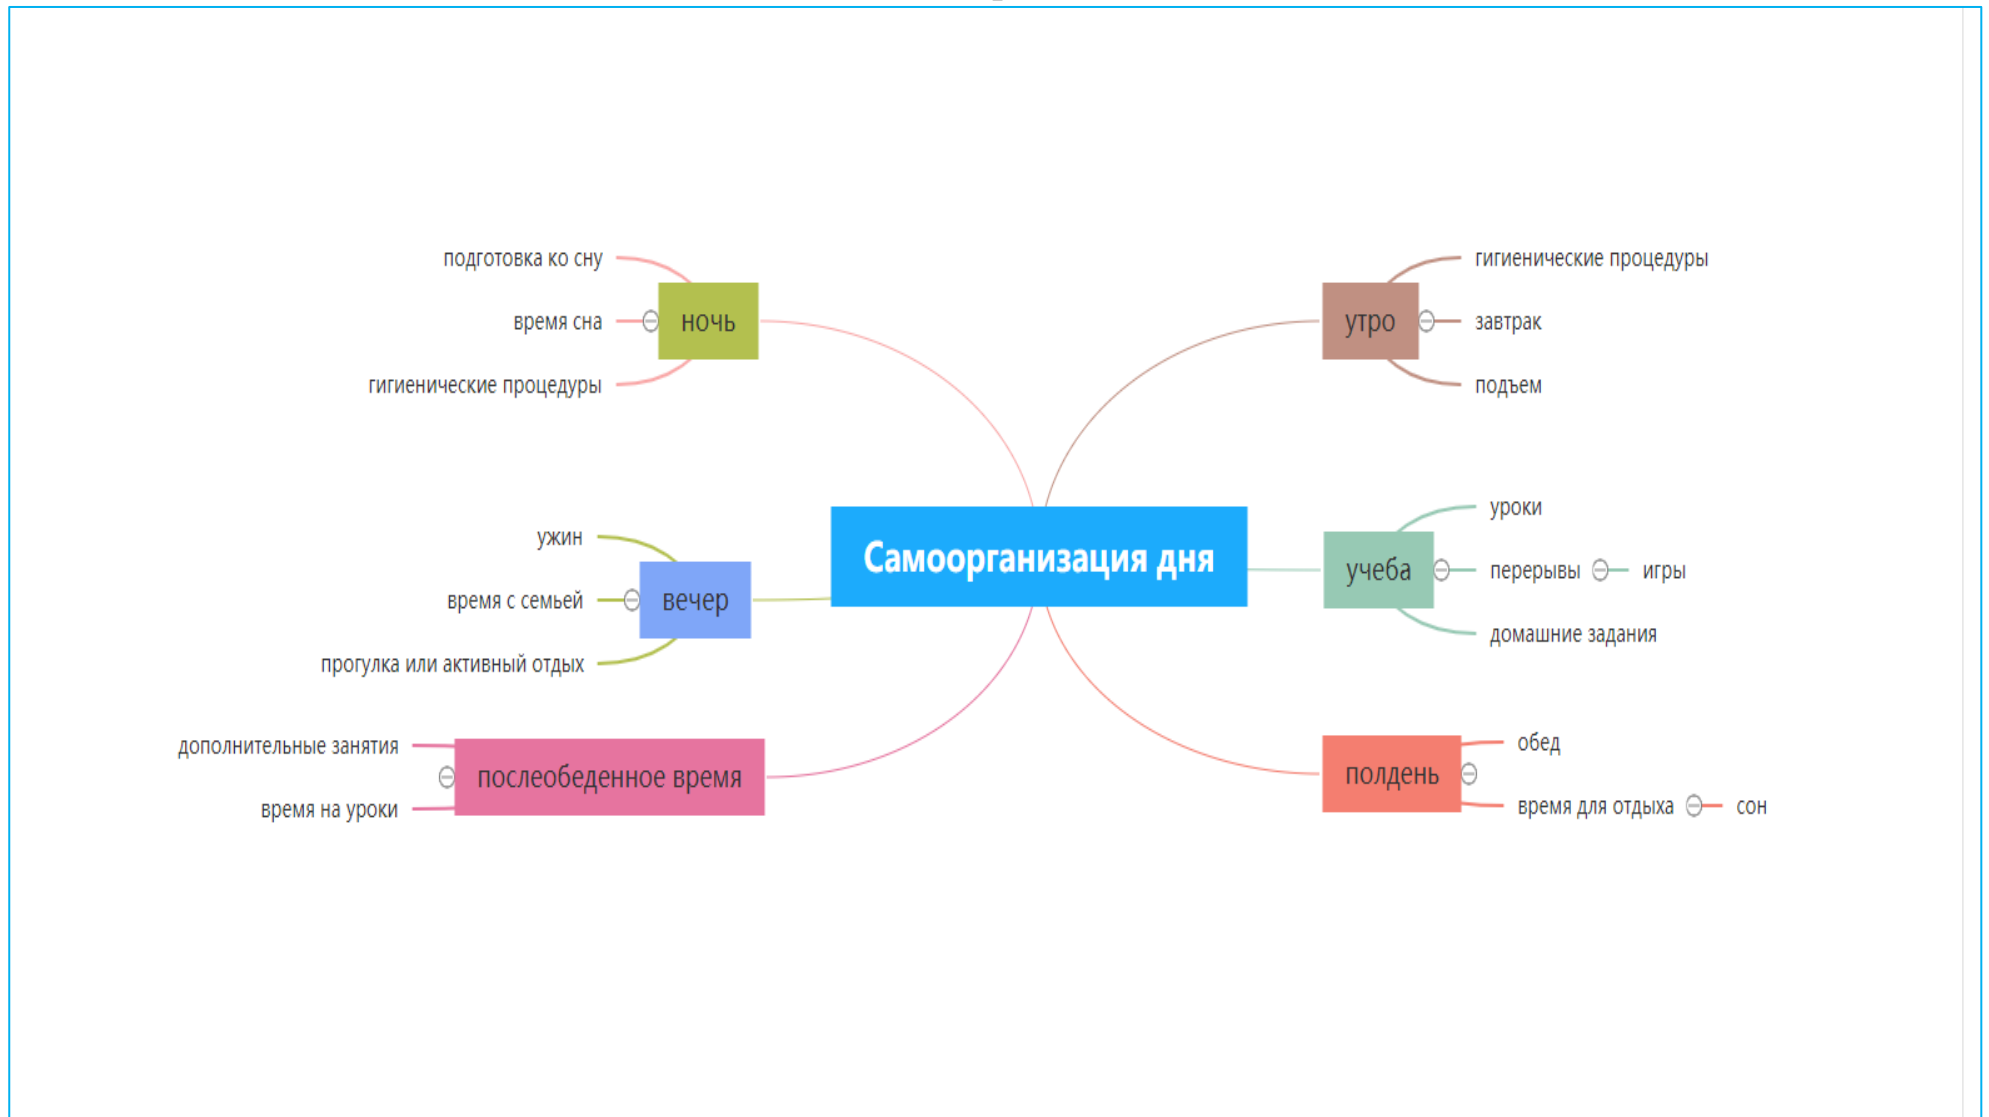 Самоорганизация дня
утро
гигиенические процедуры
завтрак
подъем
учеба
уроки
перерывы
игры
домашние задания
полдень
обед
время для отдыха
сон
послеобеденное время
дополнительные занятия
время на уроки
вечер
ужин
время с семьей
прогулка или активный отдых
ночь
подготовка ко сну
время сна
гигиенические процедуры